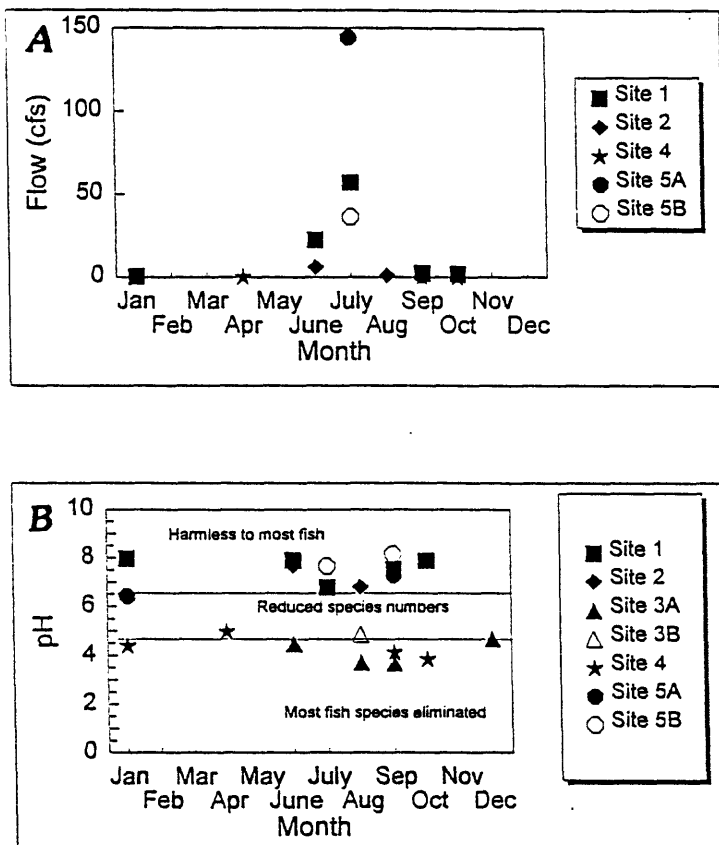 A
Flow (cfs)
150
100
50
0
Jan Mar May July Sep Nov
Feb Apr June Aug Oct Dec
Month
Site 1
Site 2
Site 4
Site 5A
Site 5B
B
pH
10
8
6
4
2
0
Harmless to most fish
Reduced species numbers
Most fish species eliminated
Jan Mar May July Sep Nov
Feb Apr June Aug Oct Dec
Month
Site 1
Site 2
Site 3A
Site 3B
Site 4
Site 5A
Site 5B